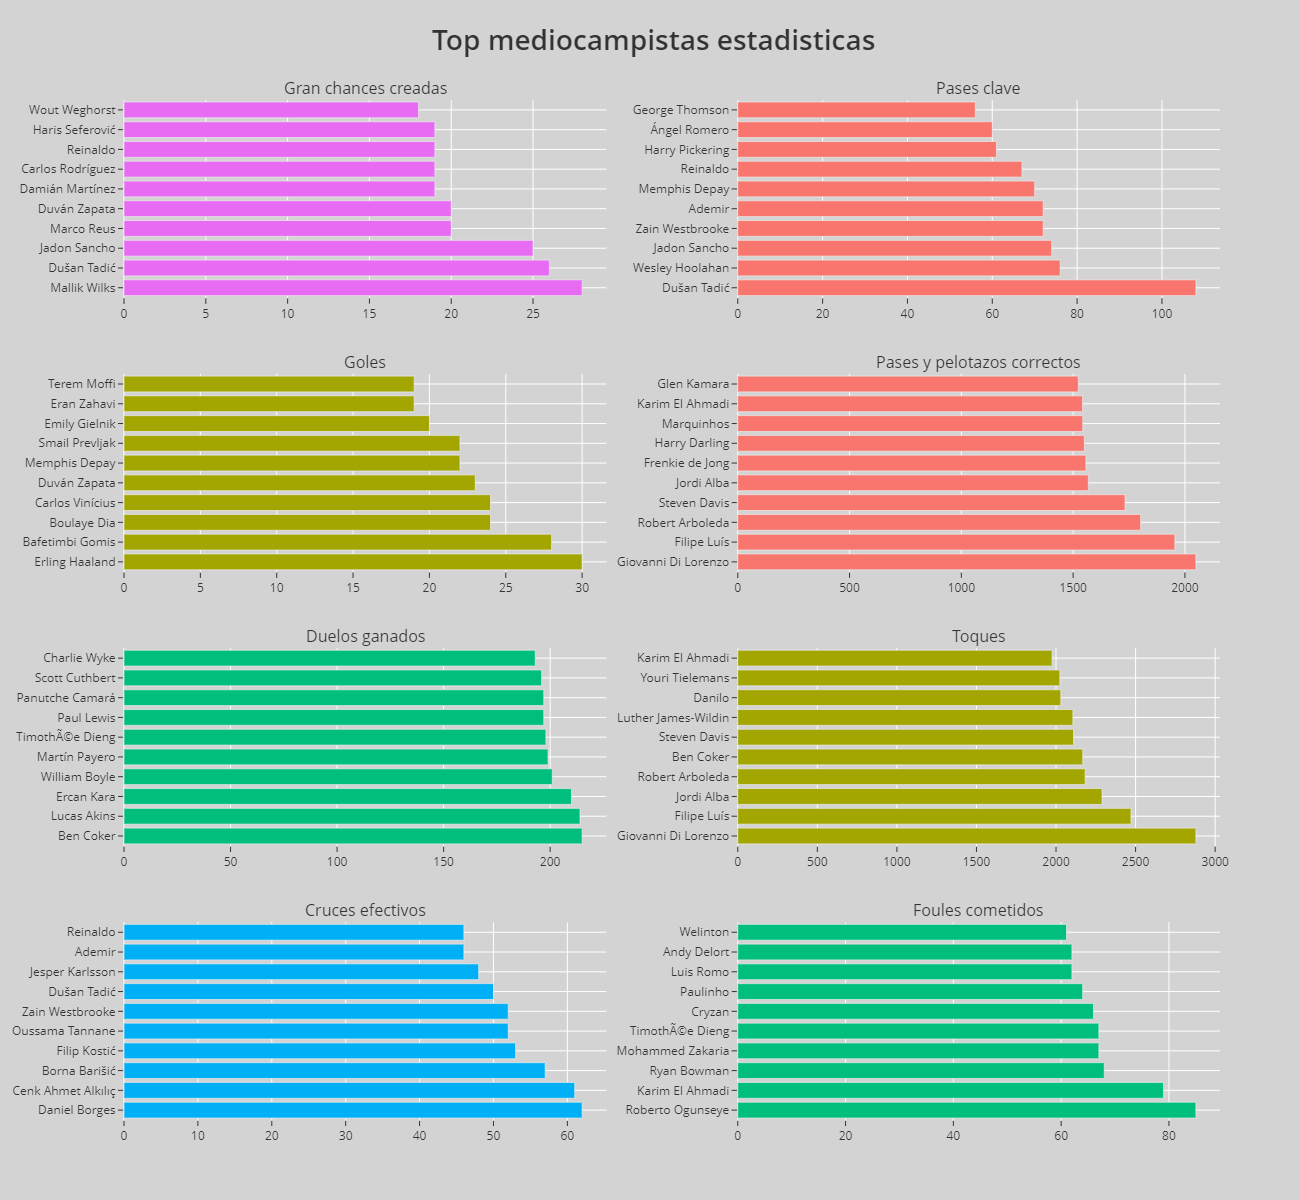 Top mediocampistas estadisticas
Gran chances creadas
Wout Weghorst
Haris Seferović
Reinaldo
Carlos Rodríguez
Damián Martínez
Duván Zapata
Marco Reus
Jadon Sancho
Dušan Tadić
Mallik Wilks
0 5 10 15 20 25
Pases clave
George Thomson
Ángel Romero
Harry Pickering
Reinaldo
Memphis Depay
Ademir
Zain Westbrooke
Jadon Sancho
Wesley Hoolahan
Dušan Tadić
0 20 40 60 80 100
Goles
Terem Moffi
Eran Zahavi
Emily Gielnik
Smail Prevljak
Memphis Depay
Duván Zapata
Carlos Vinícius
Boulaye Dia
Bafetimbi Gomis
Erling Haaland
0 5 10 15 20 25 30
Pases y pelotazos correctos
Glen Kamara
Karim El Ahmadi
Marquinhos
Harry Darling
Frenkie de Jong
Jordi Alba
Steven Davis
Robert Arboleda
Filipe Luís
Giovanni Di Lorenzo
0 500 1000 1500 2000
Duelos ganados
Charlie Wyke
Scott Cuthbert
Panutche Camará
Paul Lewis
TimothÃ©e Dieng
Martín Payero
William Boyle
Ercan Kara
Lucas Akins
Ben Coker
0 50 100 150 200
Toques
Karim El Ahmadi
Youri Tielemans
Danilo
Luther James-Wildin
Steven Davis
Ben Coker
Robert Arboleda
Jordi Alba
Filipe Luís
Giovanni Di Lorenzo
0 500 1000 1500 2000 2500 3000
Cruces efectivos
Reinaldo
Ademir
Jesper Karlsson
Dušan Tadić
Zain Westbrooke
Oussama Tannane
Filip Kostić
Borna Barišić
Cenk Ahmet Alkılıç
Daniel Borges
0 10 20 30 40 50 60
Foules cometidos
Welinton
Andy Delort
Luis Romo
Paulinho
Cryzan
TimothÃ©e Dieng
Mohammed Zakaria
Ryan Bowman
Karim El Ahmadi
Roberto Ogunseye
0 20 40 60 80